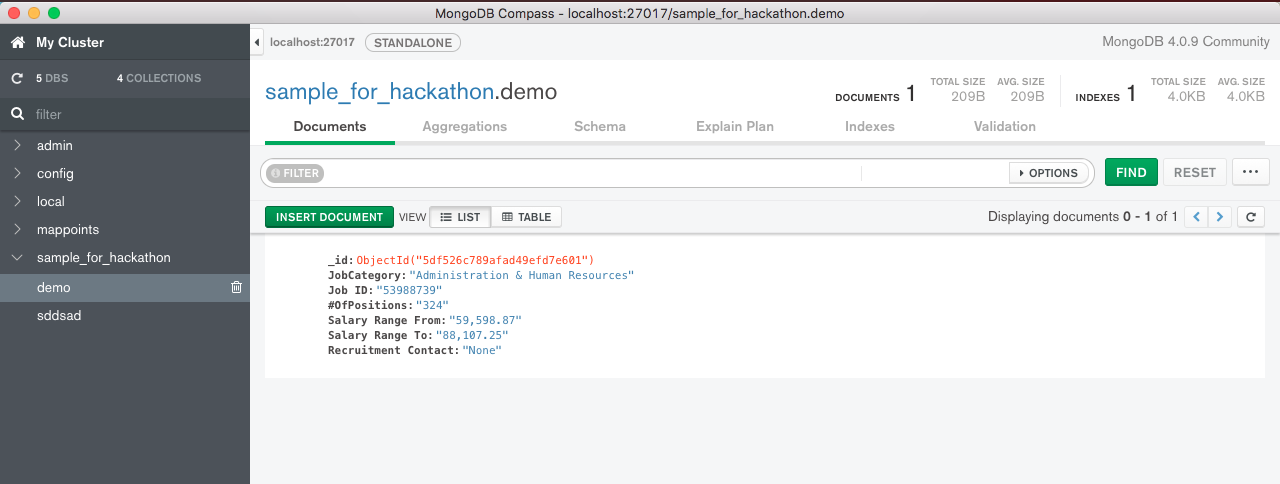 MongoDB Compass - localhost:27017/sample_for_hackathon.demo
My Cluster
5 DBS 4 COLLECTIONS
filter
admin
config
local
mappoints
sample_for_hackathon
demo
sddsad
localhost:27017 STANDALONE MongoDB 4.0.9 Community
sample_for_hackathon.demo
DOCUMENTS 1 TOTAL SIZE 209B AVG. SIZE 209B INDEXES 1 TOTAL SIZE 4.0KB AVG. SIZE 4.0KB
Documents Aggregations Schema Explain Plan Indexes Validation
FILTER OPTIONS FIND RESET ...
INSERT DOCUMENT VIEW LIST TABLE Displaying documents 0 - 1 of 1
_id:ObjectId("5df526c789afad49efd7e601")
JobCategory:"Administration & Human Resources"
Job ID:"53988739"
#OfPositions:"324"
Salary Range From:"59,598.87"
Salary Range To:"88,107.25"
Recruitment Contact:"None"